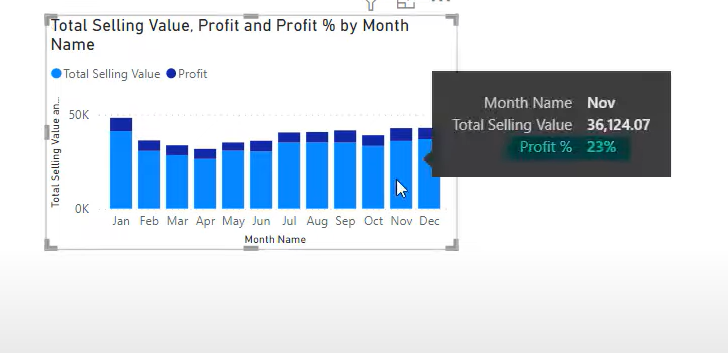 Total Selling Value, Profit and Profit % by Month
Name
Total Selling Value Profit
Total Selling Value an...
50K
0K
Jan Feb Mar Apr May Jun Jul Aug Sep Oct Nov Dec
Month Name
Month Name Nov
Total Selling Value 36,124.07
Profit % 23%